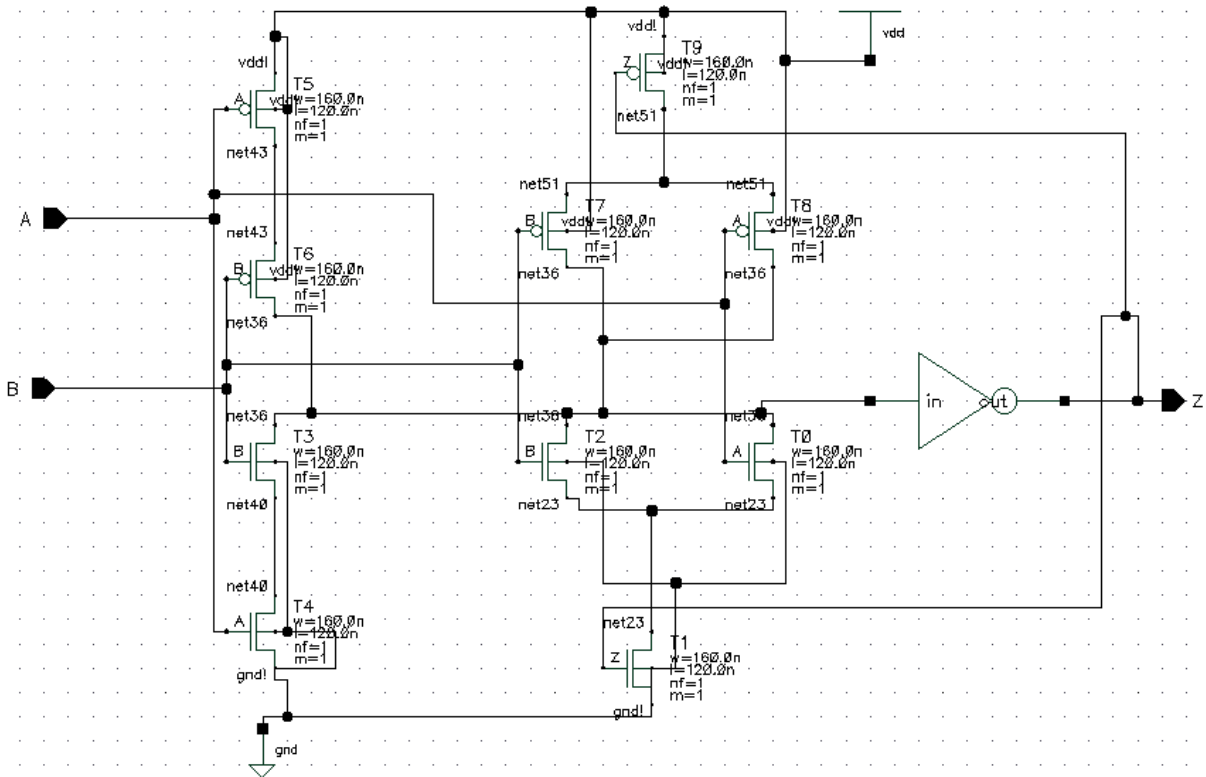 vdd!
vdd
T9
Z
vdd!
w=160.0n
l=120.0n
nf=1
m=1
net51
vdd!
T5
A
vdd!
w=160.0n
l=120.0n
nf=1
m=1
net43
net51
net51
T7
B
vdd!
w=160.0n
l=120.0n
nf=1
m=1
net36
T8
A
vdd!
w=160.0n
l=120.0n
nf=1
m=1
net36
A
net43
T6
B
vdd!
w=160.0n
l=120.0n
nf=1
m=1
net36
B
net36
T3
B
w=160.0n
l=120.0n
nf=1
m=1
net40
net36
T2
B
w=160.0n
l=120.0n
nf=1
m=1
net23
T0
A
w=160.0n
l=120.0n
nf=1
m=1
net23
in
out
Z
net40
T4
A
w=160.0n
l=120.0n
nf=1
m=1
gnd!
net23
T1
Z
w=160.0n
l=120.0n
nf=1
m=1
gnd!
gnd